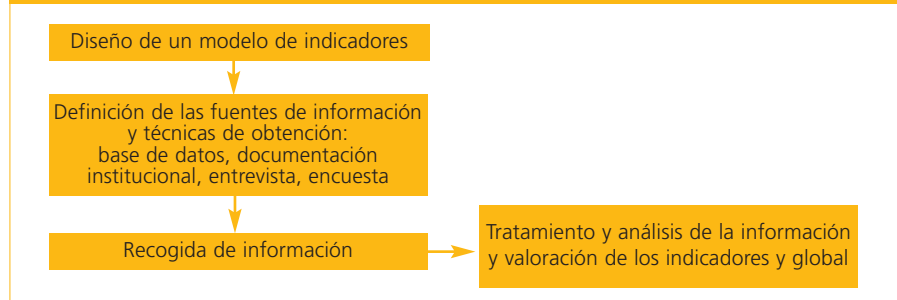 Diseño de un modelo de indicadores
Definición de las fuentes de información
y técnicas de obtención:
base de datos, documentación
institucional, entrevista, encuesta
Recogida de información
Tratamiento y análisis de la información
y valoración de los indicadores y global